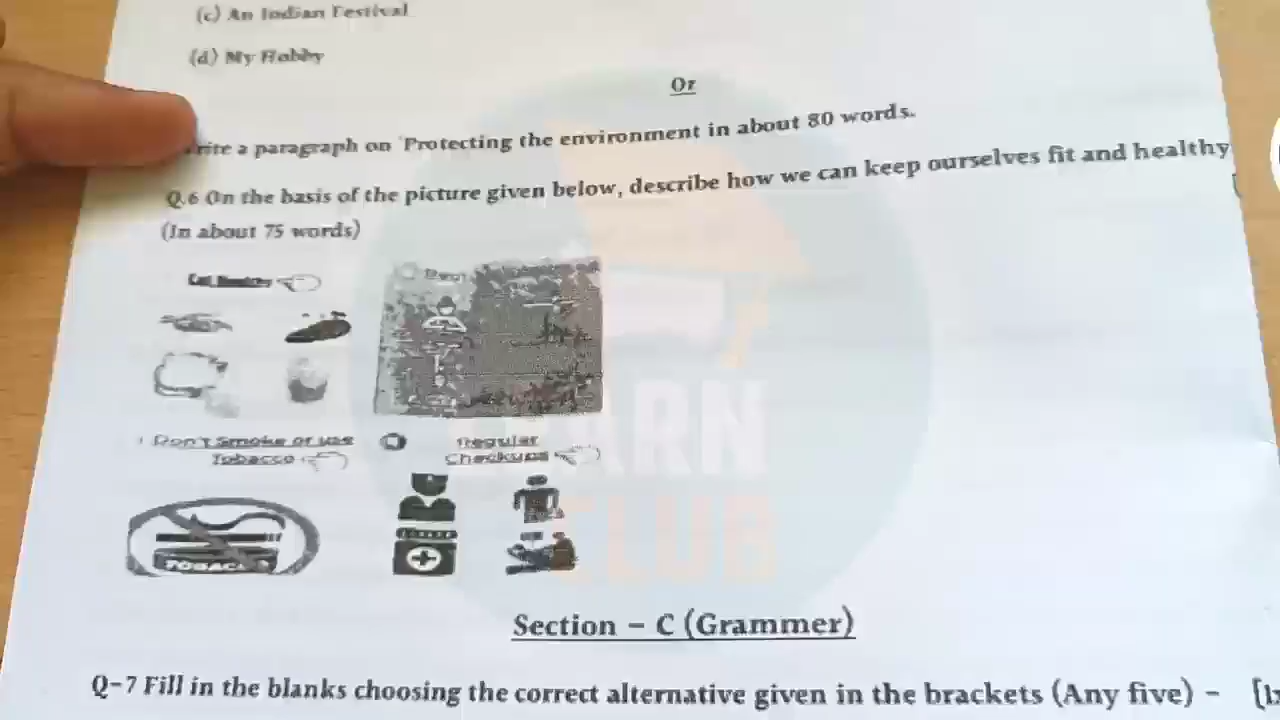 (c) An Indian Festival
(d) My Hobby
Or
rite a paragraph on 'Protecting the environment in about 80 words.
Q.6 On the basis of the picture given below, describe how we can keep ourselves fit and healthy
(In about 75 words)
Don't Smoke or use
Tobacco
Regular
Checkups
TOBAC
LEARN
CLUB
Section - C (Grammer)
Q-7 Fill in the blanks choosing the correct alternative given in the brackets (Any five) -